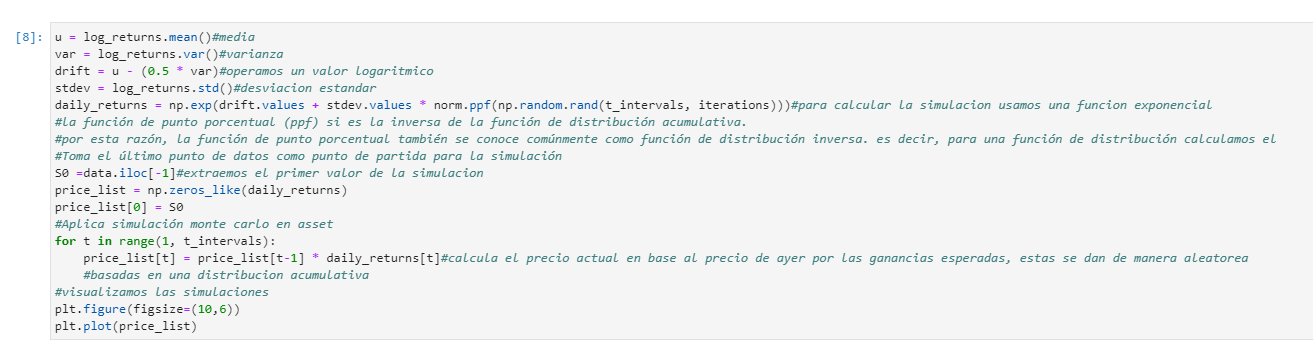 [8]: u = log_returns.mean()#media
var = log_returns.var()#varianza
drift = u - (0.5 * var)#operamos un valor logaritmico
stdev = log_returns.std()#desviacion estandar
daily_returns = np.exp(drift.values + stdev.values * norm.ppf(np.random.rand(t_intervals, iterations)))#para calcular la simulacion usamos una funcion exponencial
#la función de punto porcentual (ppf) si es la inversa de la función de distribución acumulativa.
#por esta razón, la función de punto porcentual también se conoce comúnmente como función de distribución inversa. es decir, para una función de distribución calculamos el
#Toma el último punto de datos como punto de partida para la simulación
S0 =data.iloc[-1]#extraemos el primer valor de la simulacion
price_list = np.zeros_like(daily_returns)
price_list[0] = S0
#Aplica simulación monte carlo en asset
for t in range(1, t_intervals):
    price_list[t] = price_list[t-1] * daily_returns[t]#calcula el precio actual en base al precio de ayer por las ganancias esperadas, estas se dan de manera aleatorea
    #basadas en una distribucion acumulativa
#visualizamos las simulaciones
plt.figure(figsize=(10,6))
plt.plot(price_list)